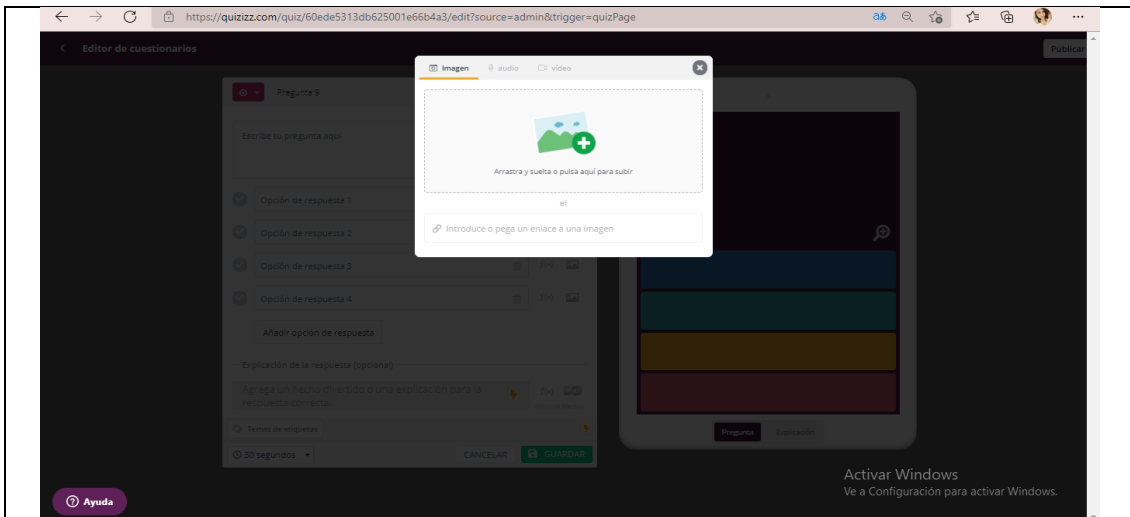 https://quizizz.com/quiz/60ede5313db625001e66b4a3/edit?source=admin&trigger=quizPage
Editor de cuestionarios
Publicar
Imagen audio vídeo
Pregunta 9
Escribe tu pregunta aquí
Arrastra y suelta o pulsa aquí para subir
el
Introduce o pega un enlace a una imagen
Opción de respuesta 1
Opción de respuesta 2
Opción de respuesta 3
Opción de respuesta 4
Añadir opción de respuesta
Explicación de la respuesta (opcional)
Agrega un hecho divertido o una explicación para la
respuesta correcta.
Temas de etiquetas
30 segundos
CANCELAR
GUARDAR
Pregunta
Explicación
Activar Windows
Ve a Configuración para activar Windows.
Ayuda